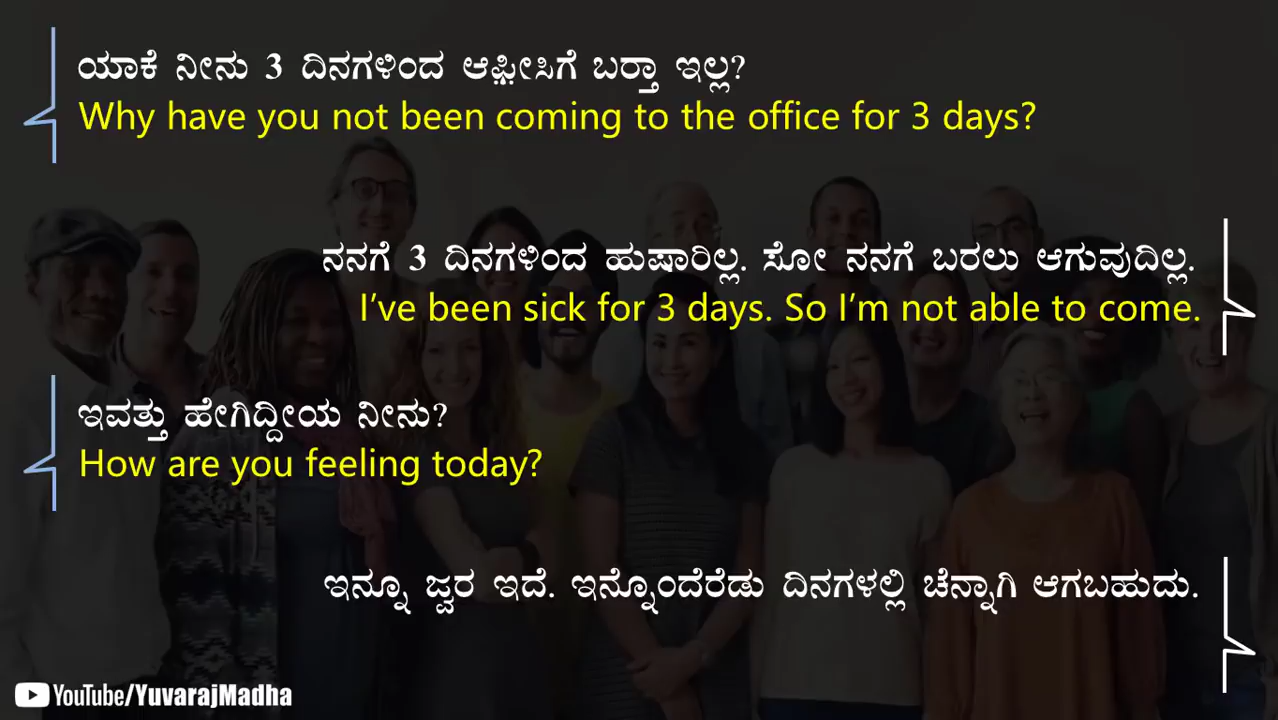 ಯಾಕೆ ನೀನು 3 ದಿನಗಳಿಂದ ಆಫ಼ೀಸಿಗೆ ಬರ್‍ತಾ ಇಲ್ಲ?
Why have you not been coming to the office for 3 days?
ನನಗೆ 3 ದಿನಗಳಿಂದ ಹುಷಾರಿಲ್ಲ. ಸೋ ನನಗೆ ಬರಲು ಆಗುವುದಿಲ್ಲ.
I've been sick for 3 days. So I'm not able to come.
ಇವತ್ತು ಹೇಗಿದ್ದೀಯ ನೀನು?
How are you feeling today?
ಇನ್ನೂ ಜ್ವರ ಇದೆ. ಇನ್ನೊಂದೆರೆಡು ದಿನಗಳಲ್ಲಿ ಚೆನ್ನಾಗಿ ಆಗಬಹುದು.
YouTube/YuvarajMadha